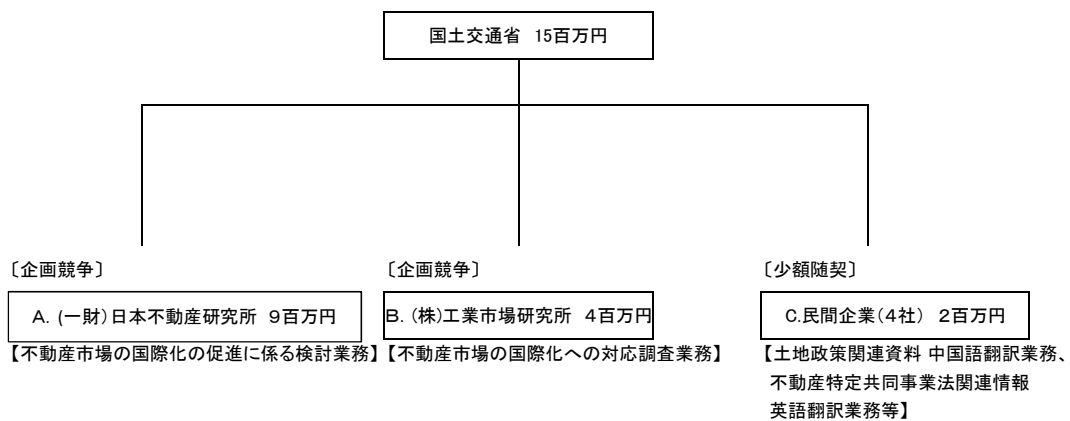 国土交通省 15百万円
〔企画競争〕
A. (一財)日本不動産研究所 9百万円
【不動産市場の国際化の促進に係る検討業務】
〔企画競争〕
B. (株)工業市場研究所 4百万円
【不動産市場の国際化への対応調査業務】
〔少額随契〕
C.民間企業(4社) 2百万円
【土地政策関連資料 中国語翻訳業務、
不動産特定共同事業法関連情報
英語翻訳業務等】